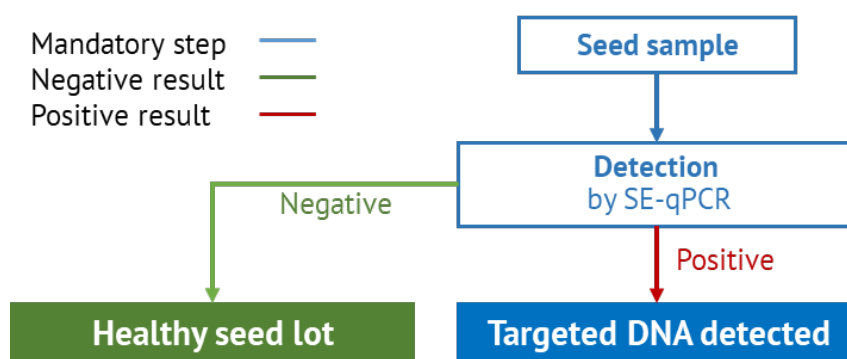 Mandatory step
Negative result
Positive result
Seed sample
Detection
by SE-qPCR
Negative
Positive
Healthy seed lot
Targeted DNA detected